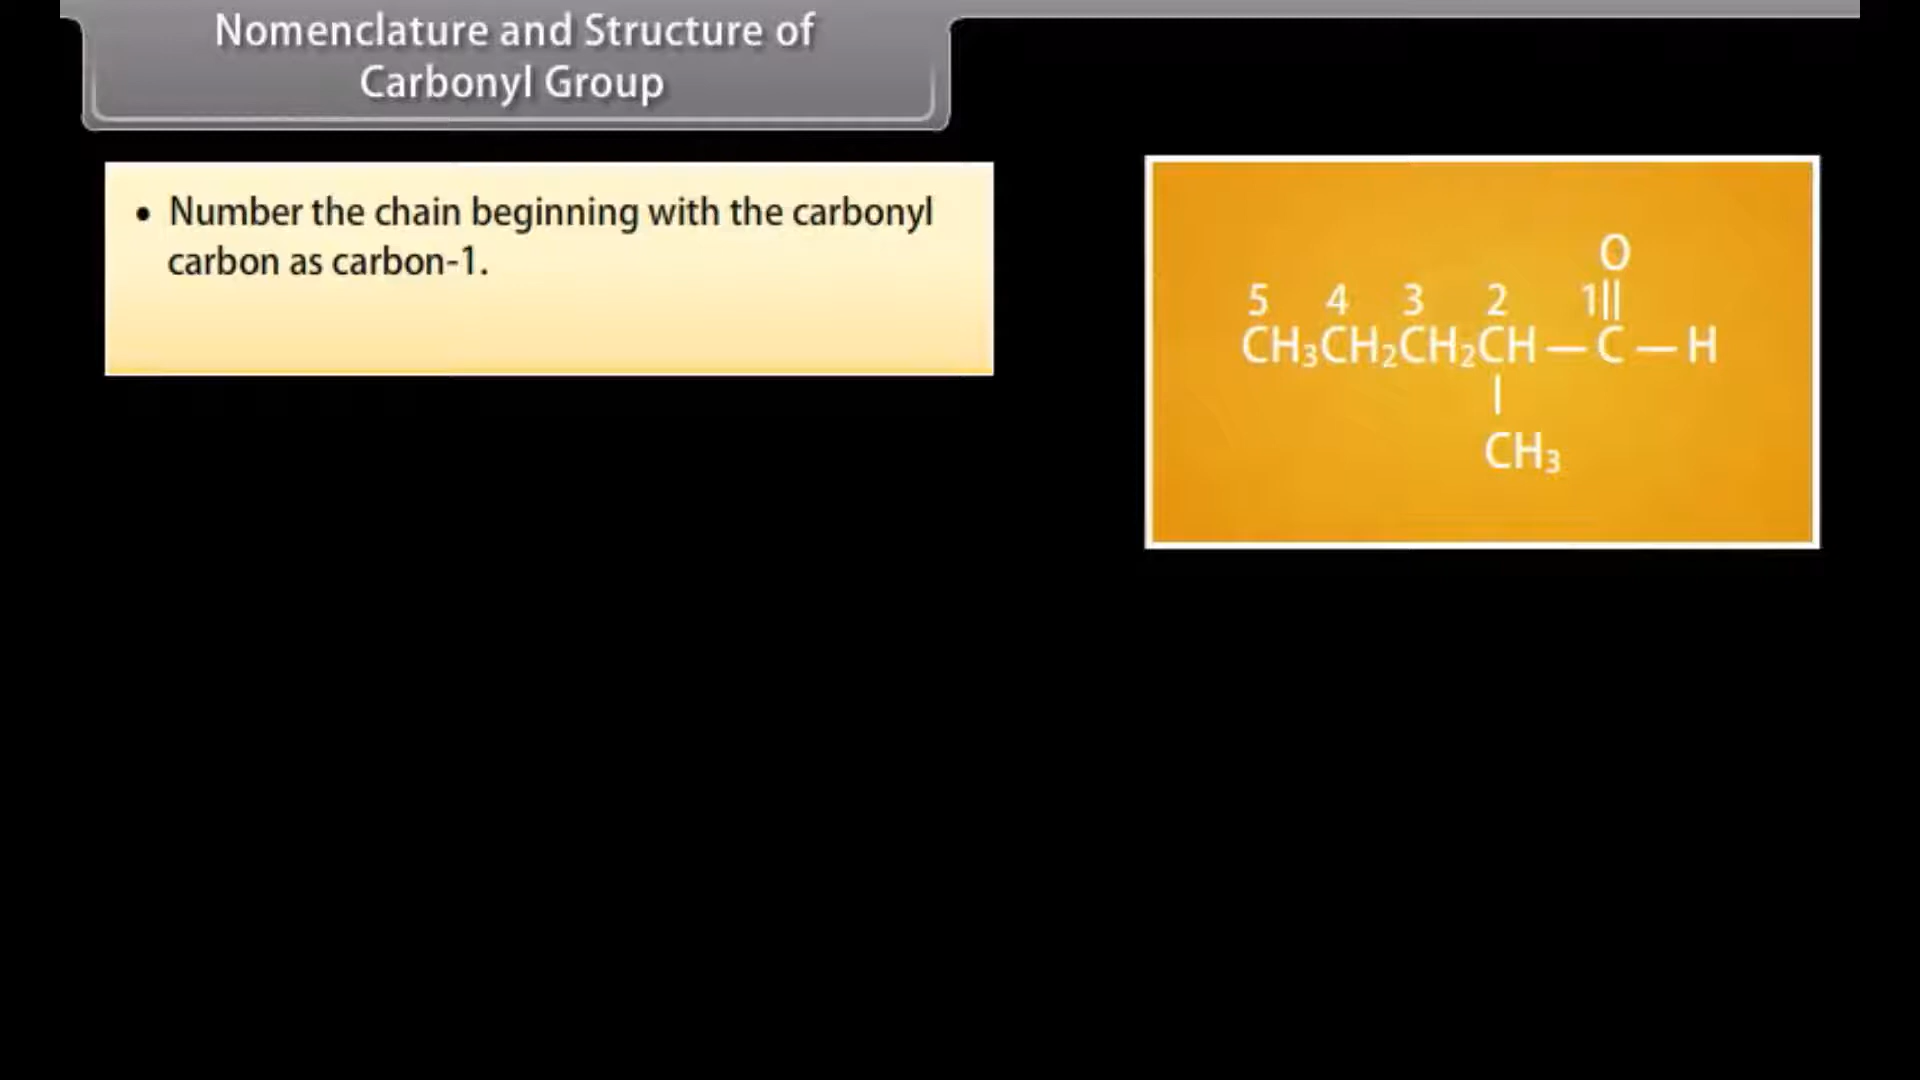 Nomenclature and Structure of
Carbonyl Group
• Number the chain beginning with the carbonyl
carbon as carbon-1.
O
5 4 3 2 1||
CH₃CH₂CH₂CH — C — H
|
CH₃